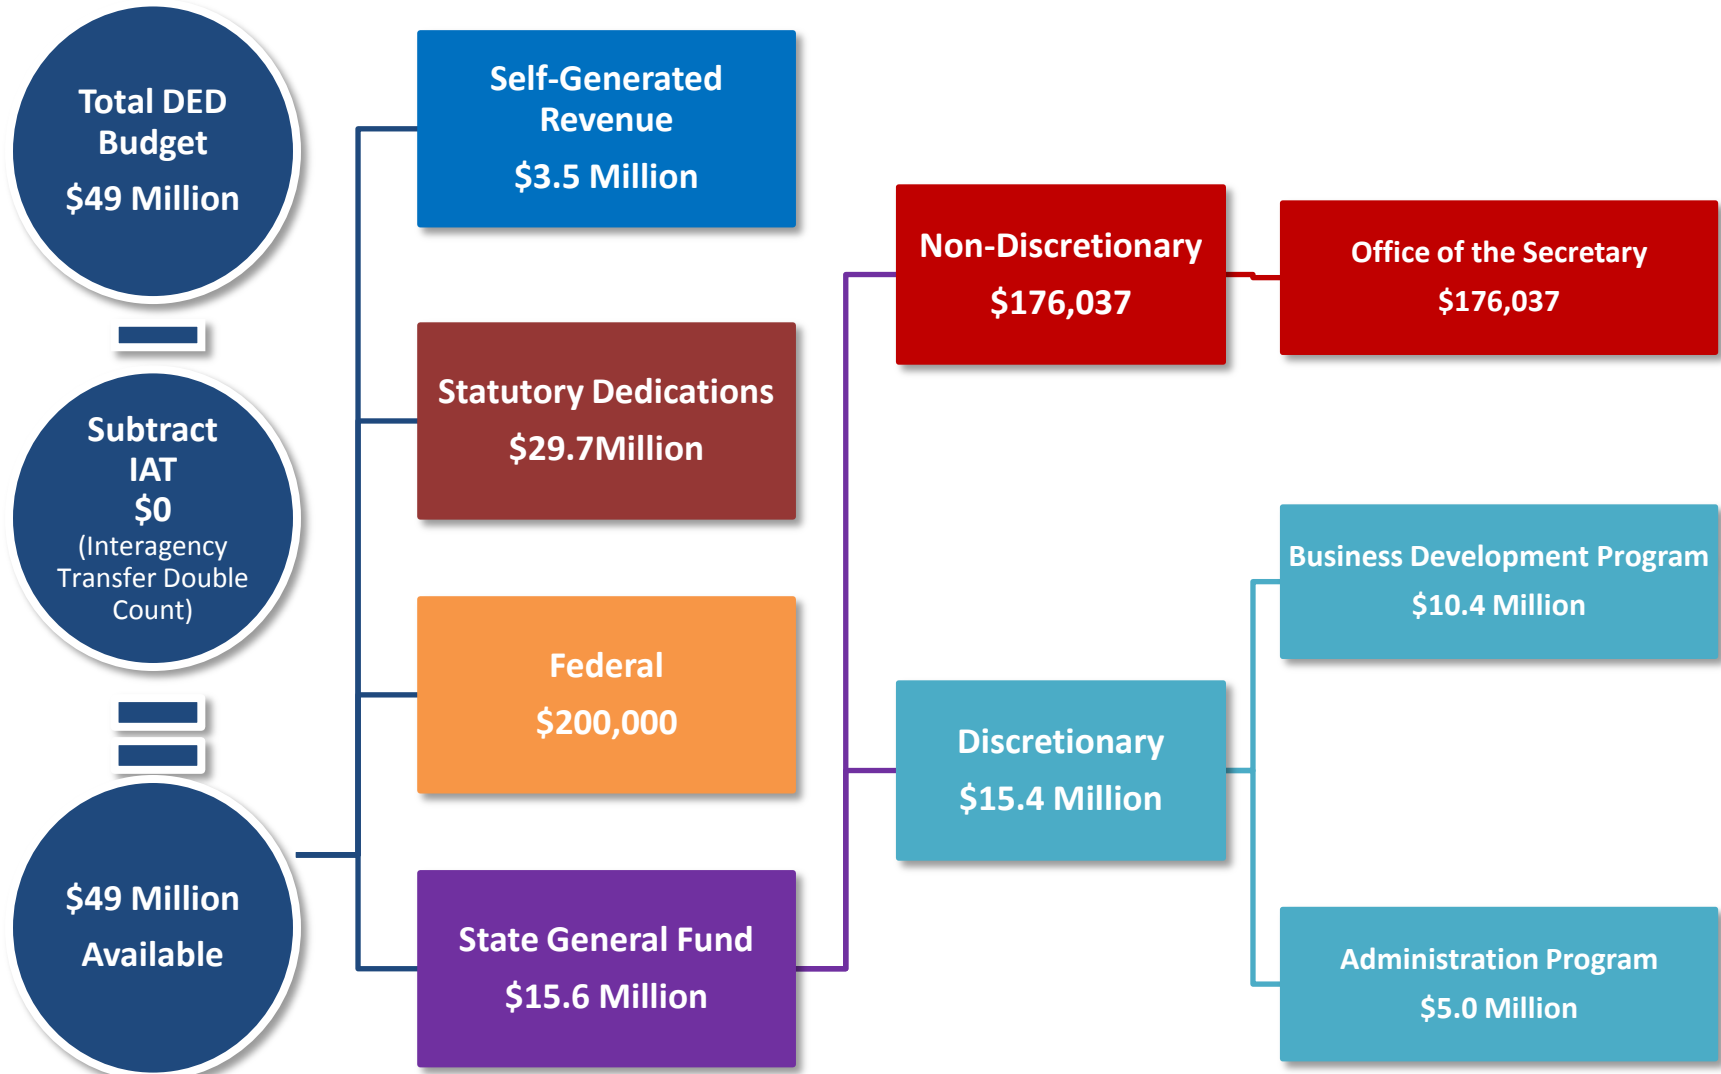 Total DED
Budget
$49 Million
Subtract
IAT
$0
(Interagency
Transfer Double
Count)
$49 Million
Available
Self-Generated
Revenue
$3.5 Million
Statutory Dedications
$29.7Million
Federal
$200,000
State General Fund
$15.6 Million
Non-Discretionary
$176,037
Discretionary
$15.4 Million
Office of the Secretary
$176,037
Business Development Program
$10.4 Million
Administration Program
$5.0 Million